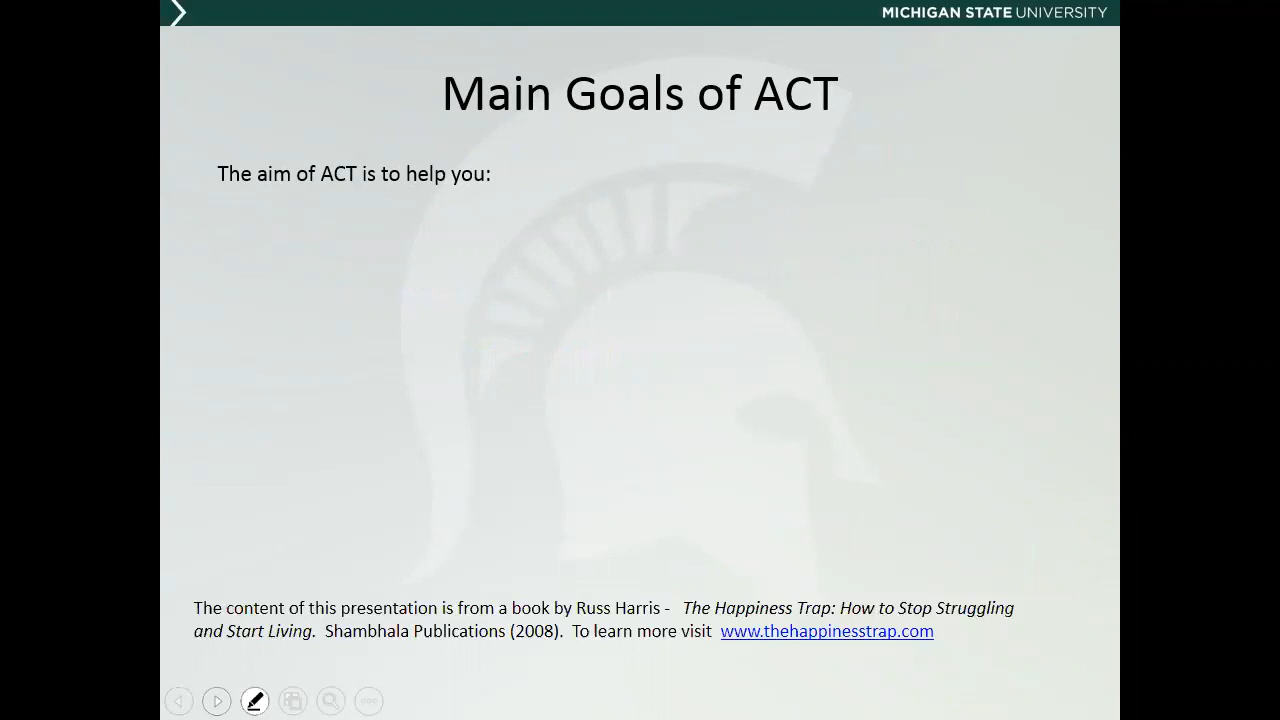 MICHIGAN STATE UNIVERSITY
Main Goals of ACT
The aim of ACT is to help you:
The content of this presentation is from a book by Russ Harris - The Happiness Trap: How to Stop Struggling
and Start Living. Shambhala Publications (2008). To learn more visit www.thehappinesstrap.com